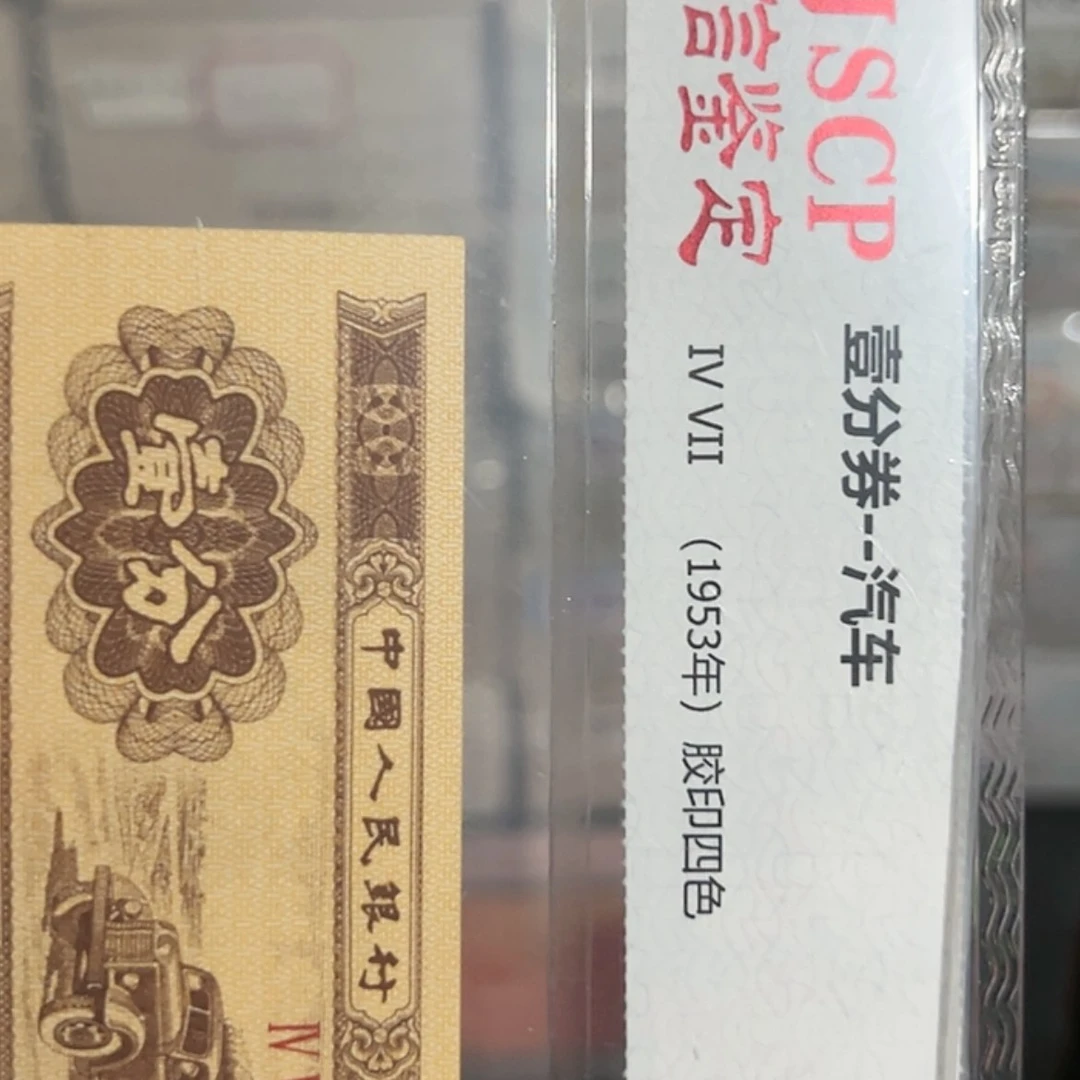 SCP
鉴定
壹分券--汽车
IV VII （1953年）胶印四色
中國人民銀行
壹分
IV